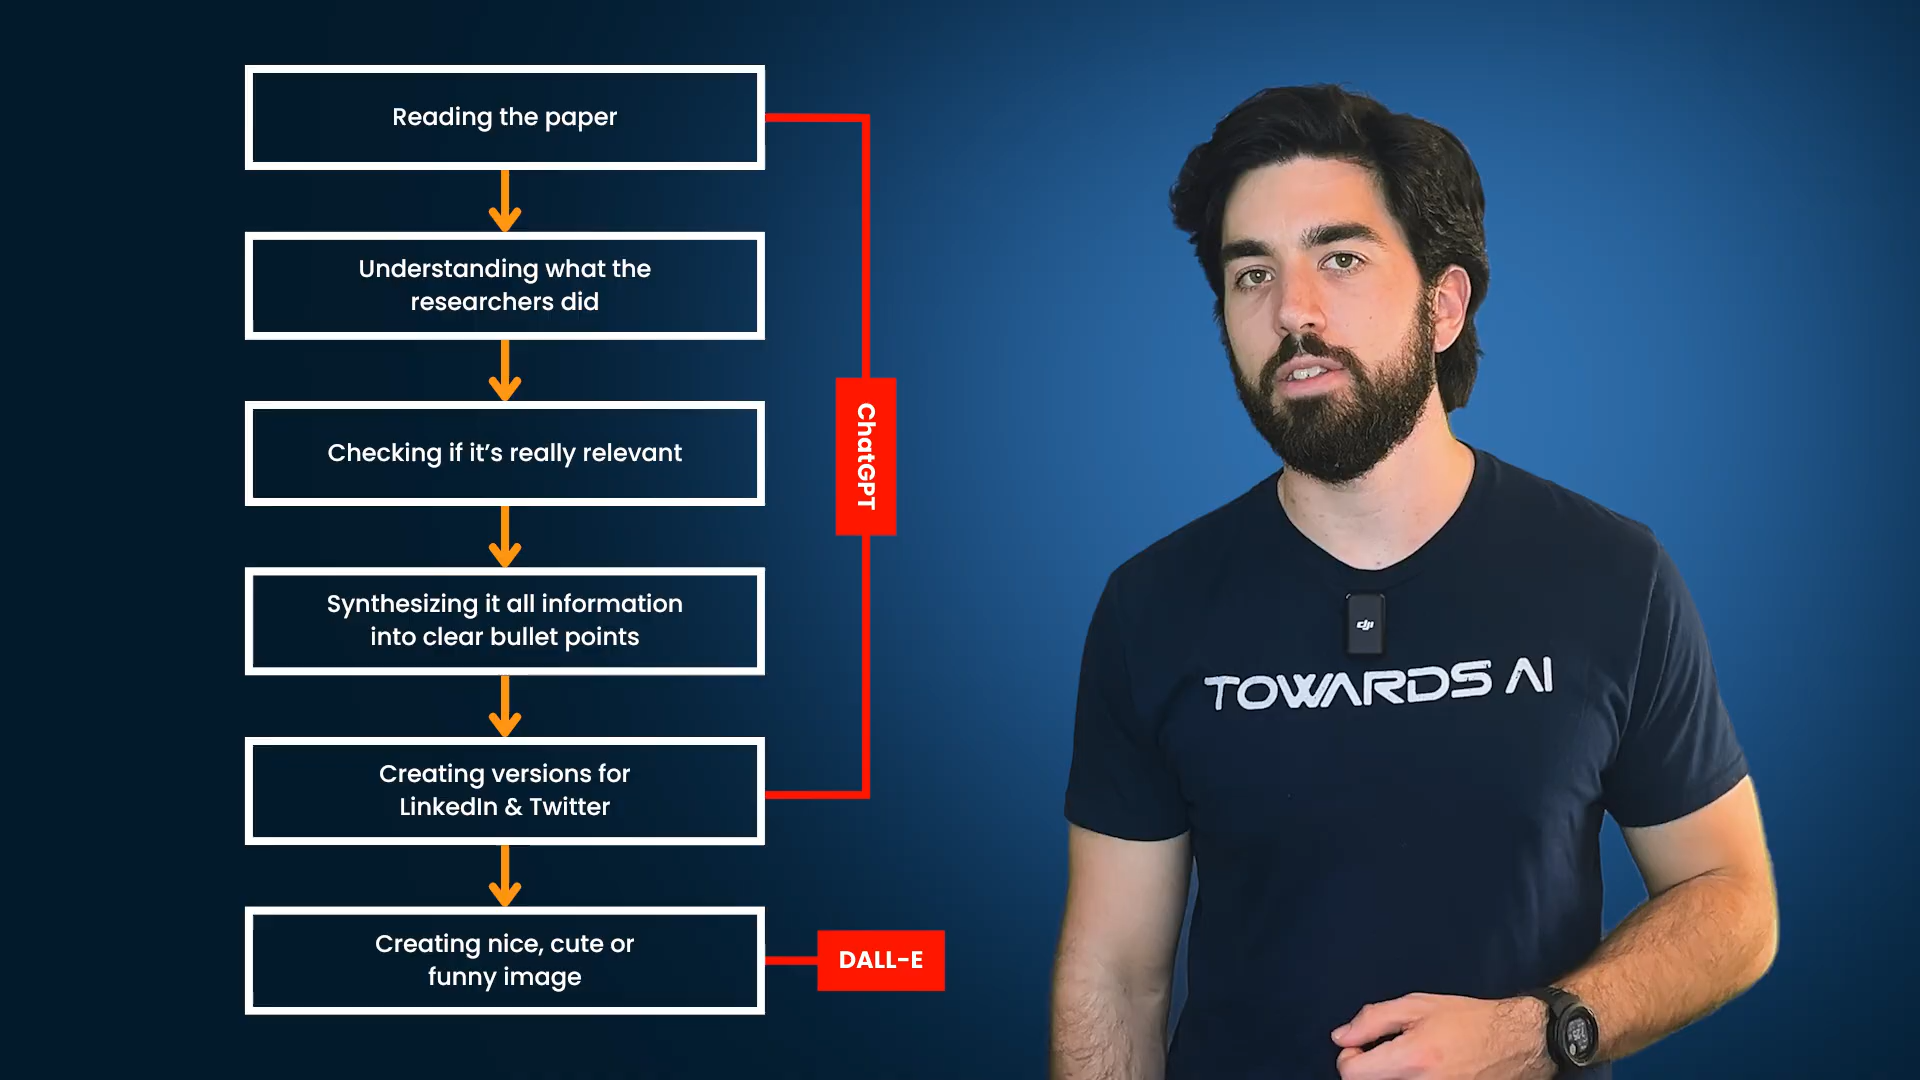 Reading the paper
Understanding what the
researchers did
Checking if it’s really relevant
Synthesizing it all information
into clear bullet points
Creating versions for
LinkedIn & Twitter
Creating nice, cute or
funny image
ChatGPT
DALL-E
dji
TOWARDS AI